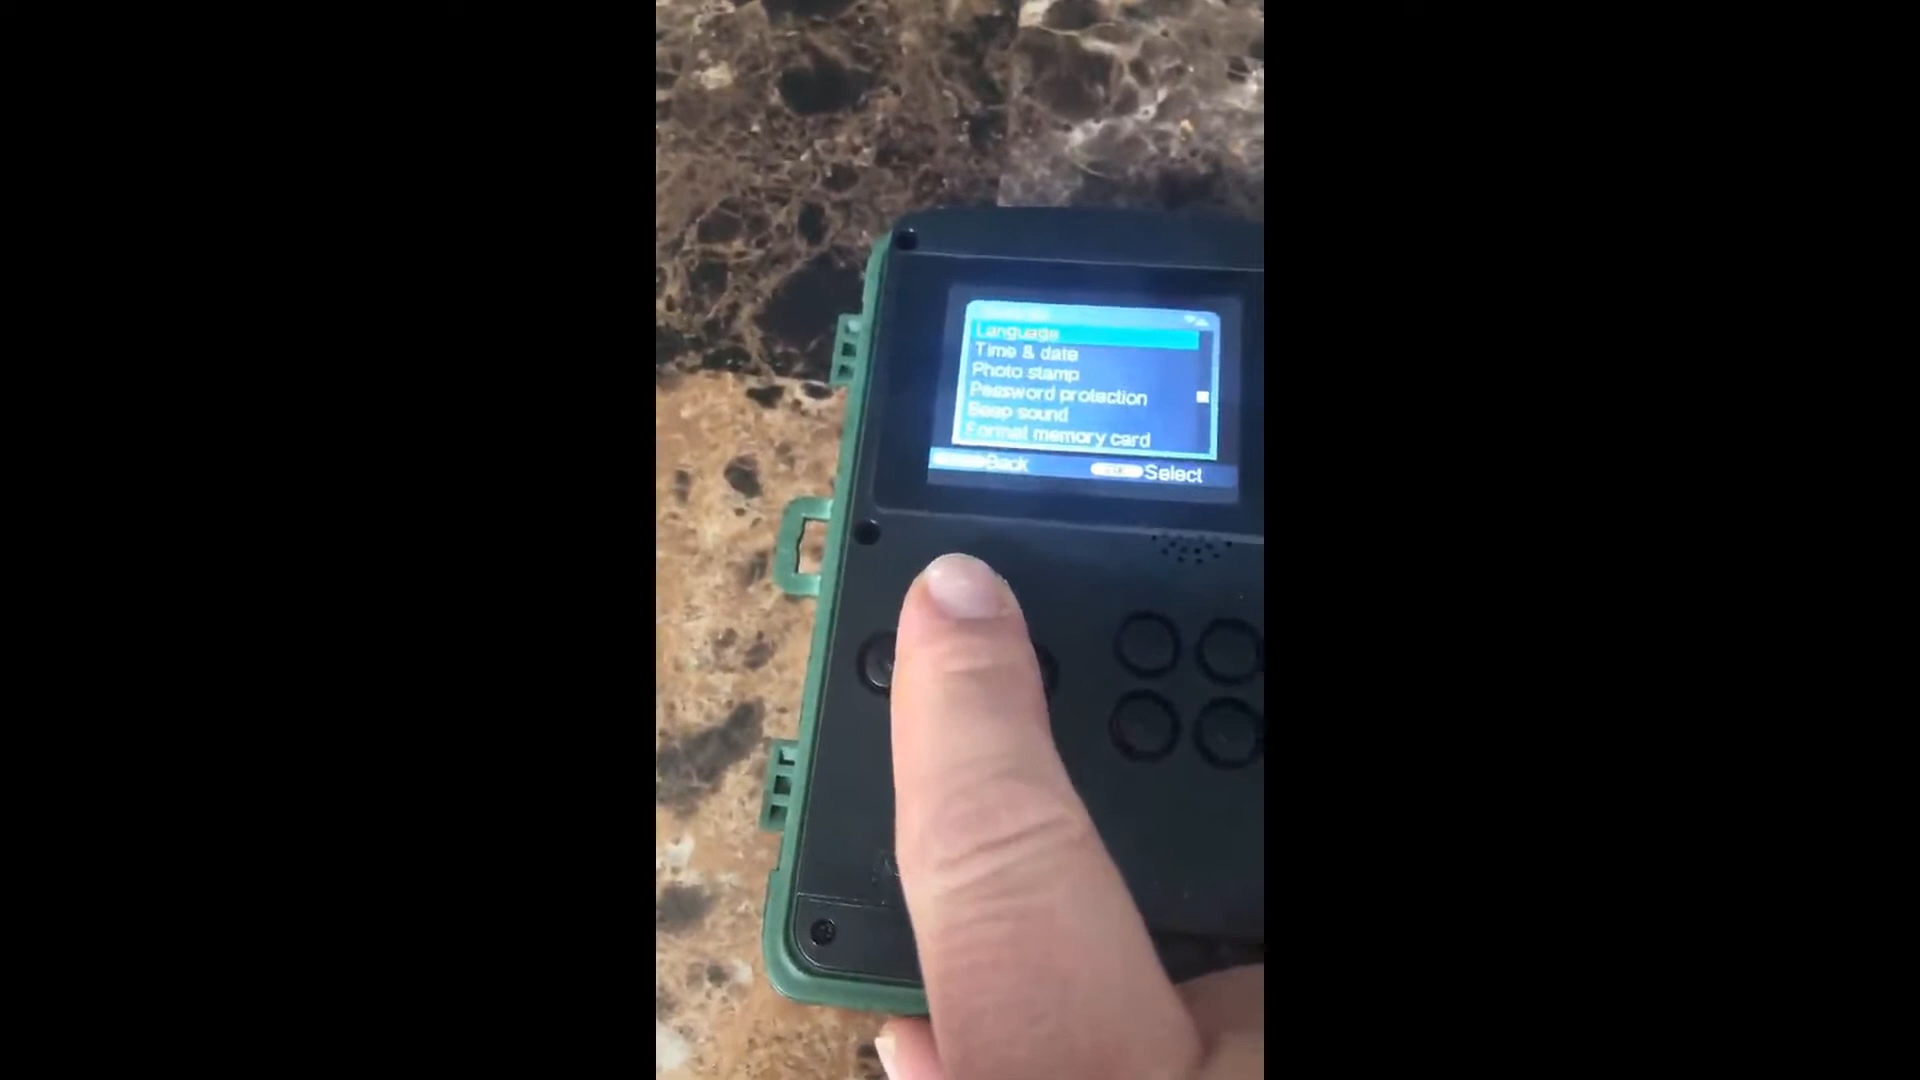 Language
Time & date
Photo stamp
Password protection
Beep sound
Format memory card
Back
Select